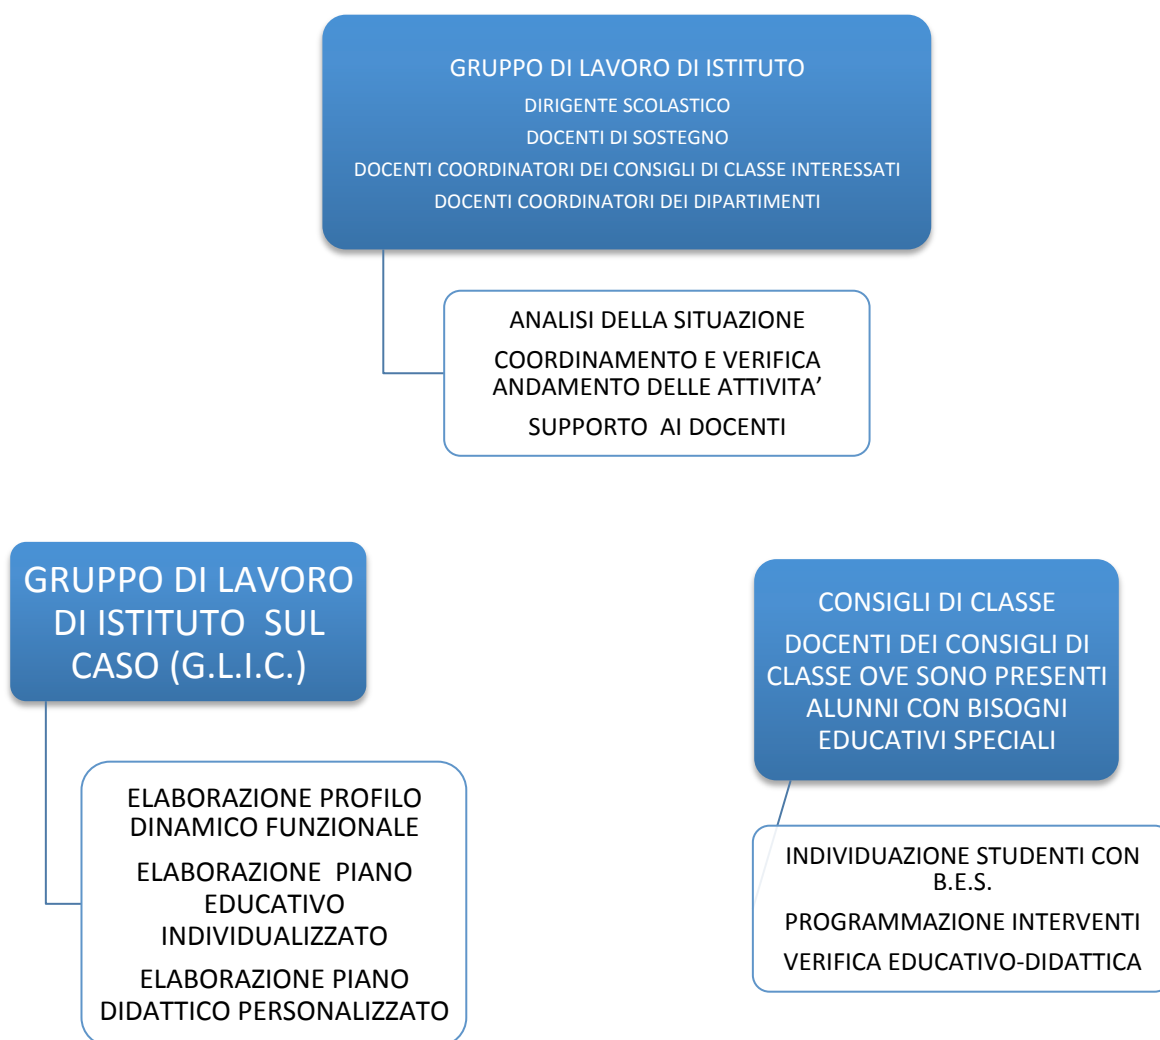 GRUPPO DI LAVORO DI ISTITUTO
DIRIGENTE SCOLASTICO
DOCENTI DI SOSTEGNO
DOCENTI COORDINATORI DEI CONSIGLI DI CLASSE INTERESSATI
DOCENTI COORDINATORI DEI DIPARTIMENTI
ANALISI DELLA SITUAZIONE
COORDINAMENTO E VERIFICA
ANDAMENTO DELLE ATTIVITA’
SUPPORTO  AI DOCENTI
GRUPPO DI LAVORO
DI ISTITUTO  SUL
CASO (G.L.I.C.)
ELABORAZIONE PROFILO
DINAMICO FUNZIONALE
ELABORAZIONE  PIANO
EDUCATIVO
INDIVIDUALIZZATO
ELABORAZIONE PIANO
DIDATTICO PERSONALIZZATO
CONSIGLI DI CLASSE
DOCENTI DEI CONSIGLI DI
CLASSE OVE SONO PRESENTI
ALUNNI CON BISOGNI
EDUCATIVI SPECIALI
INDIVIDUAZIONE STUDENTI CON
B.E.S.
PROGRAMMAZIONE INTERVENTI
VERIFICA EDUCATIVO-DIDATTICA